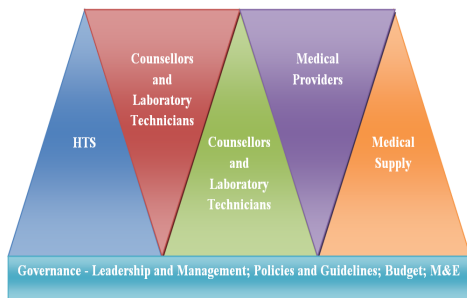 HTS
Counsellors
and
Laboratory
Technicians
Counsellors
and
Laboratory
Technicians
Medical
Providers
Medical
Supply
Governance - Leadership and Management; Policies and Guidelines; Budget; M&E